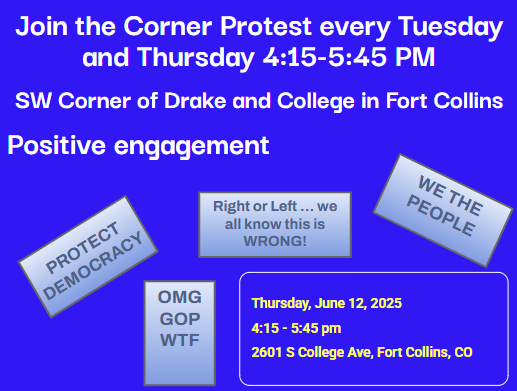 Join the Corner Protest every Tuesday
and Thursday 4:15-5:45 PM
SW Corner of Drake and College in Fort Collins
Positive engagement
PROTECT
DEMOCRACY
Right or Left ... we
all know this is
WRONG!
WE THE
PEOPLE
OMG
GOP
WTF
Thursday, June 12, 2025
4:15 - 5:45 pm
2601 S College Ave, Fort Collins, CO